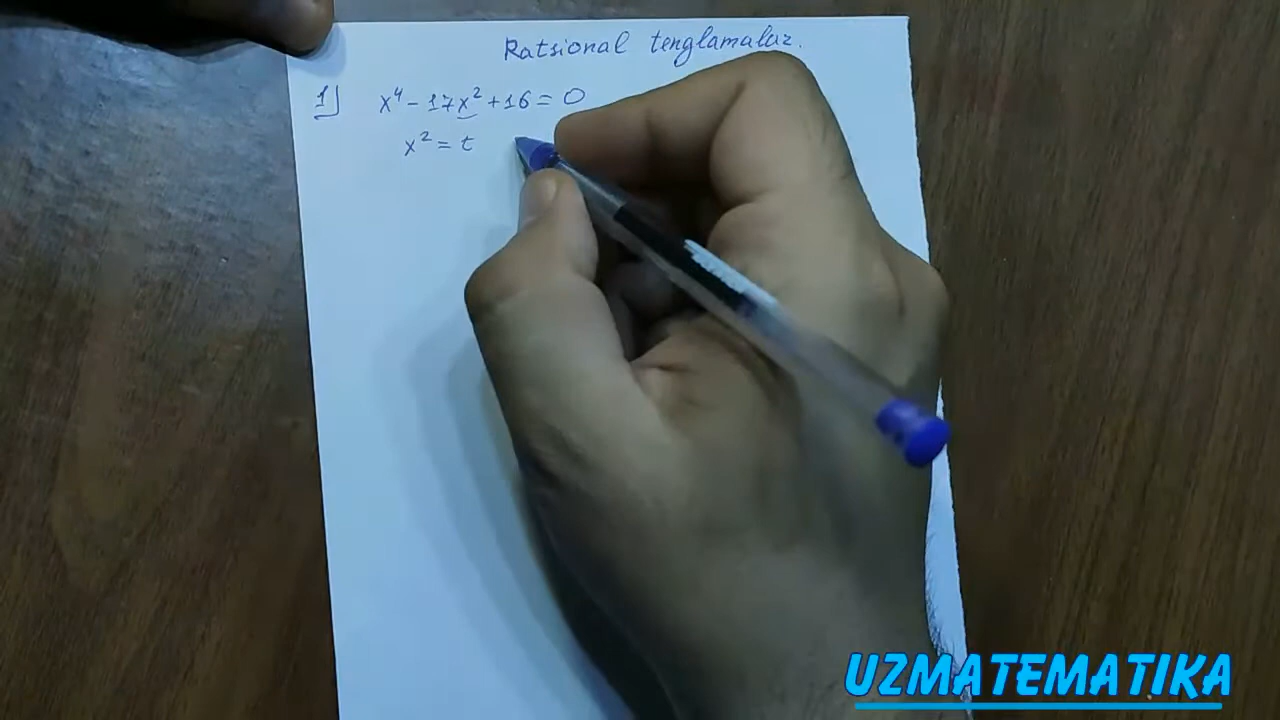 Ratsional tenglamalar.
1] x⁴ - 17x² + 16 = 0
x² = t
UZMATEMATIKA